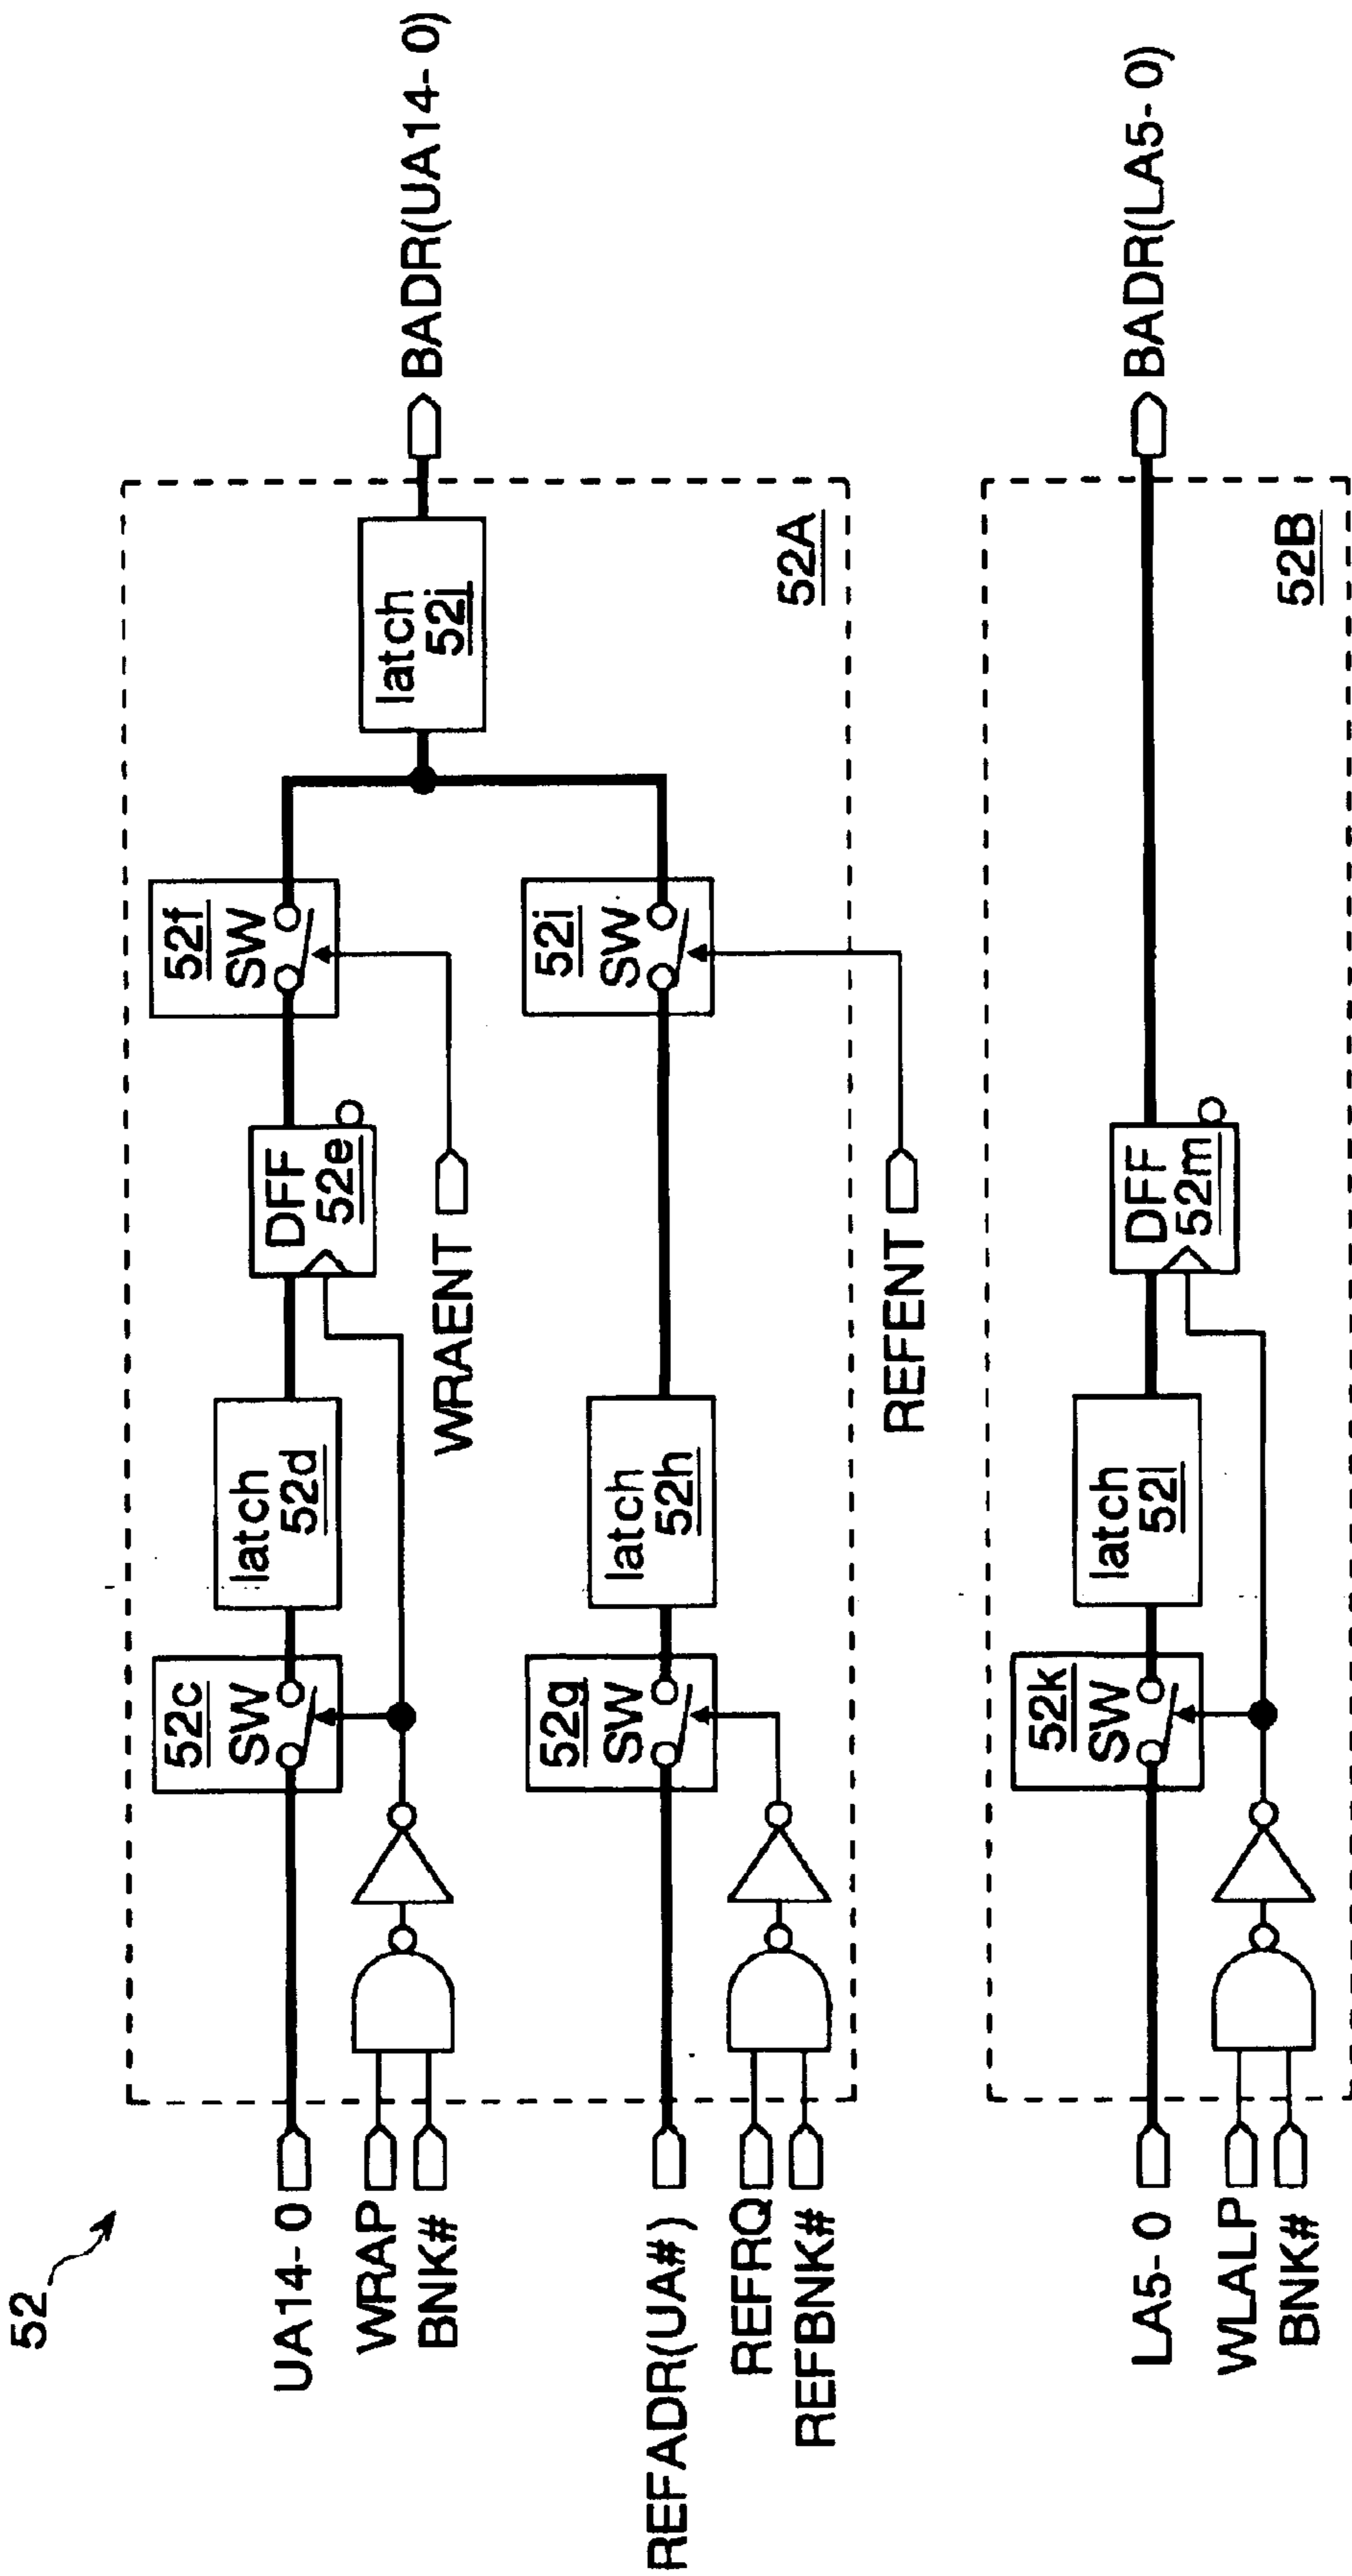 52
UA14-0
WRAP
BNK#
52c
SW
latch
52d
DFF
52e
WRAENT
52f
SW
latch
52j
BADR(UA14-0)
REFADR(UA#)
REFRQ
REFBNK#
52g
SW
latch
52h
52i
SW
REFENT
52A
LA5-0
WLALP
BNK#
52k
SW
latch
52l
DFF
52m
BADR(LA5-0)
52B